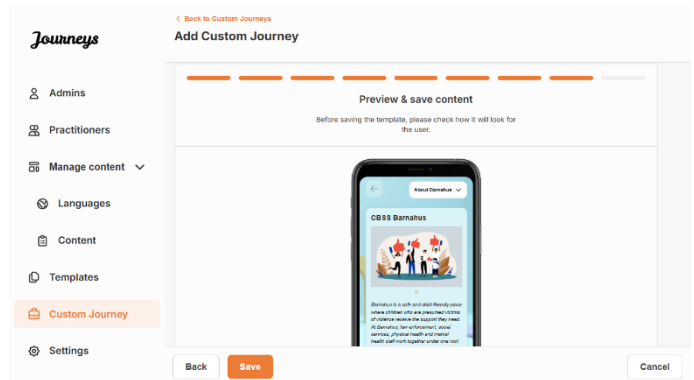 Journeys
Admins
Practitioners
Manage content
Languages
Content
Templates
Custom Journey
Settings
Back to Custom Journeys
Add Custom Journey
Preview & save content
Before saving the template, please check how it will look for
the user.
About Barnahus
CBSS Barnahus
Barnahus is a safe and child-friendly place
where children who are presumed victims
of violence receive the support they need.
At Barnahus, law enforcement, social
services, physical health and mental
health staff work together under one roof
Back
Save
Cancel